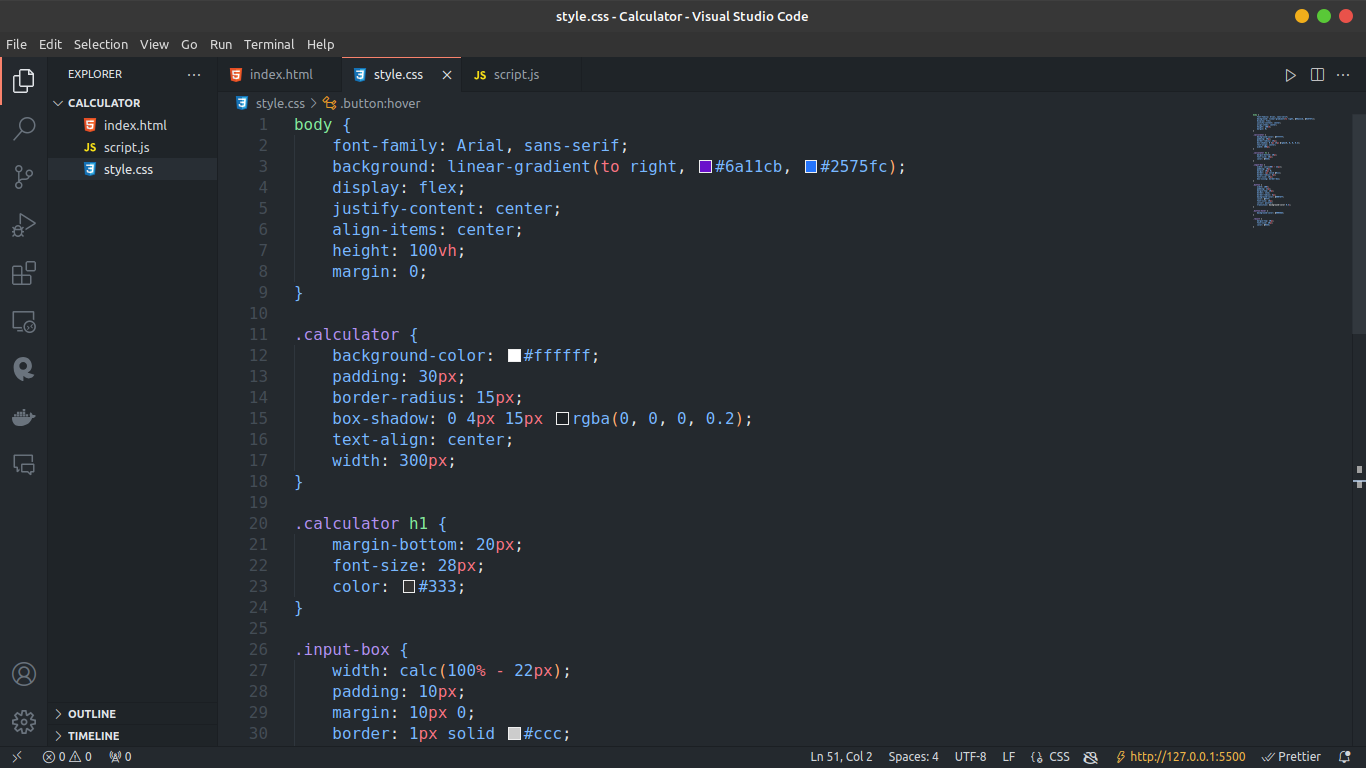 style.css - Calculator - Visual Studio Code
File Edit Selection View Go Run Terminal Help
EXPLORER
CALCULATOR
index.html
script.js
style.css
OUTLINE
TIMELINE
index.html style.css JS script.js
style.css > .button:hover
1 body {
2 font-family: Arial, sans-serif;
3 background: linear-gradient(to right, #6a11cb, #2575fc);
4 display: flex;
5 justify-content: center;
6 align-items: center;
7 height: 100vh;
8 margin: 0;
9 }
10
11 .calculator {
12 background-color: #ffffff;
13 padding: 30px;
14 border-radius: 15px;
15 box-shadow: 0 4px 15px rgba(0, 0, 0, 0.2);
16 text-align: center;
17 width: 300px;
18 }
19
20 .calculator h1 {
21 margin-bottom: 20px;
22 font-size: 28px;
23 color: #333;
24 }
25
26 .input-box {
27 width: calc(100% - 22px);
28 padding: 10px;
29 margin: 10px 0;
30 border: 1px solid #ccc;
0 0 0 Ln 51, Col 2 Spaces: 4 UTF-8 LF {} CSS http://127.0.0.1:5500 Prettier